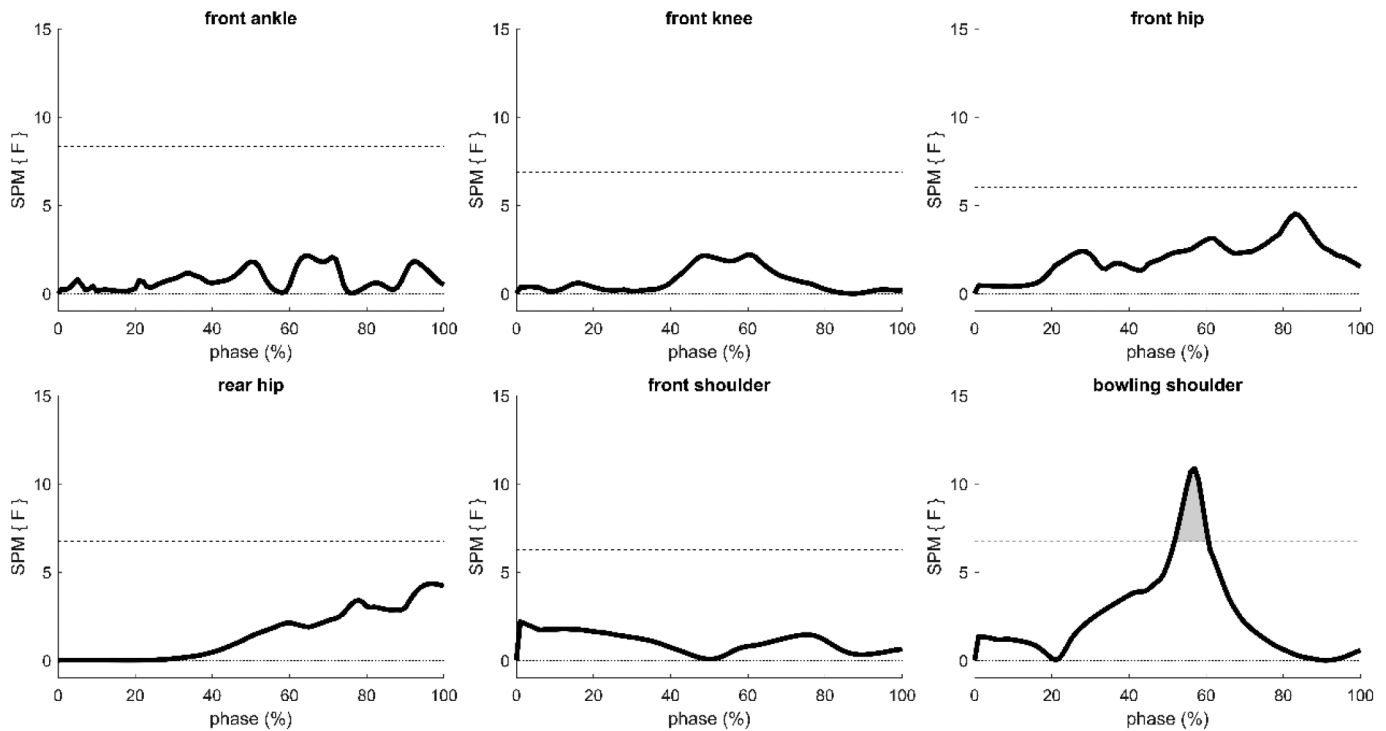 front ankle
15
10
5
0
SPM { F }
0 20 40 60 80 100
phase (%)
front knee
15
10
5
0
SPM { F }
0 20 40 60 80 100
phase (%)
front hip
15
10
5
0
SPM { F }
0 20 40 60 80 100
phase (%)
rear hip
15
10
5
0
SPM { F }
0 20 40 60 80 100
phase (%)
front shoulder
15
10
5
0
SPM { F }
0 20 40 60 80 100
phase (%)
bowling shoulder
15
10
5
0
SPM { F }
0 20 40 60 80 100
phase (%)